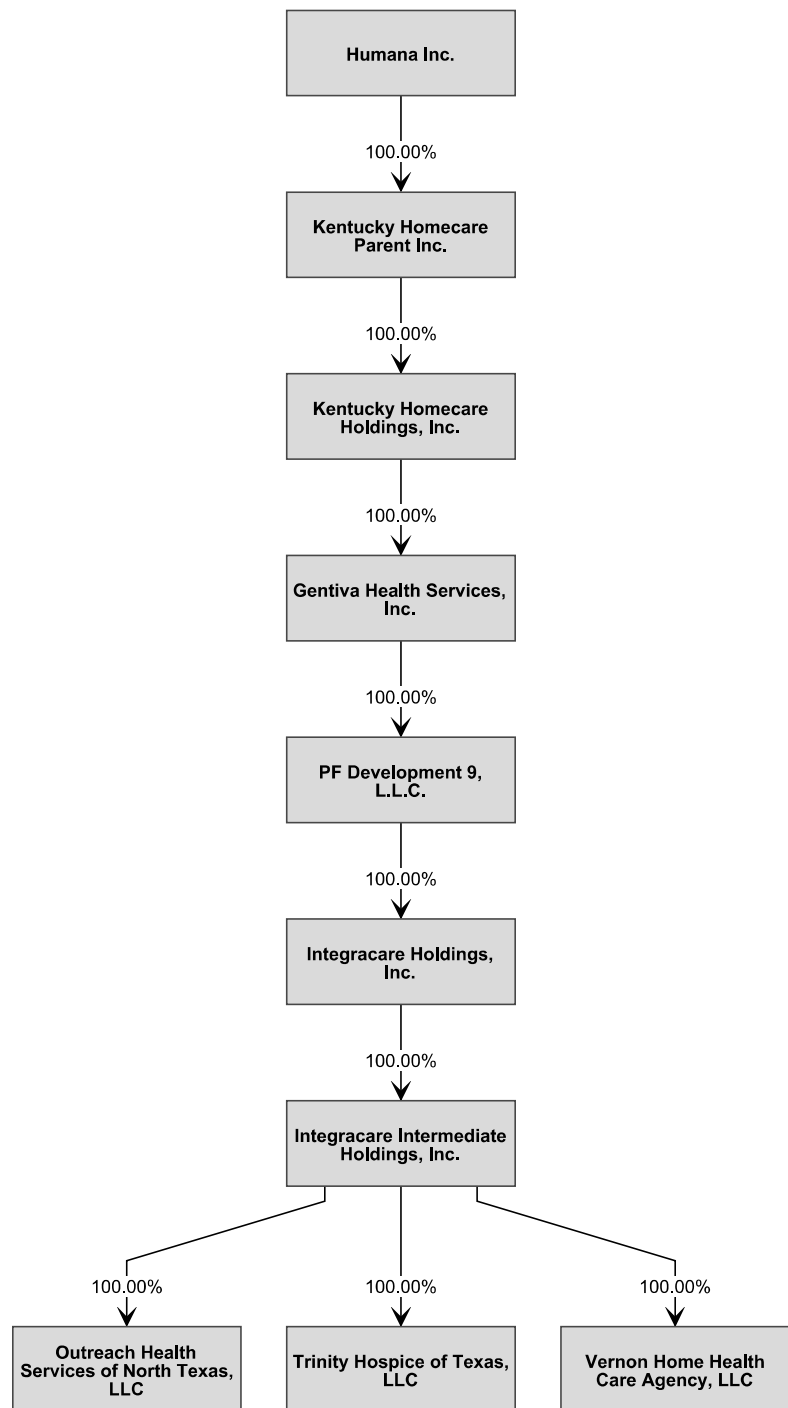 Humana Inc.
100.00%
Kentucky Homecare
Parent Inc.
100.00%
Kentucky Homecare
Holdings, Inc.
100.00%
Gentiva Health Services,
Inc.
100.00%
PF Development 9,
L.L.C.
100.00%
Integracare Holdings,
Inc.
100.00%
Integracare Intermediate
Holdings, Inc.
100.00%
100.00%
100.00%
Outreach Health
Services of North Texas,
LLC
Trinity Hospice of Texas,
LLC
Vernon Home Health
Care Agency, LLC